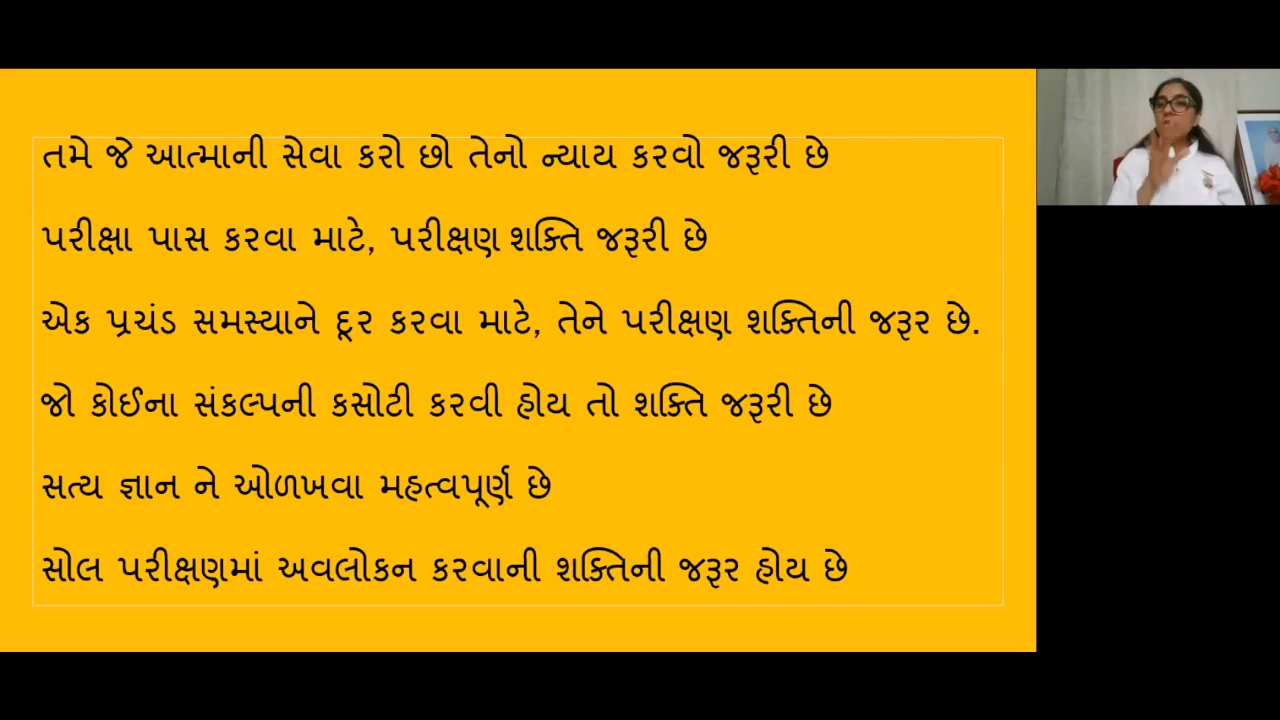 તમે જે આત્માની સેવા કરો છો તેનો ન્યાય કરવો જરૂરી છે
પરીક્ષા પાસ કરવા માટે, પરીક્ષણ શક્તિ જરૂરી છે
એક પ્રચંડ સમસ્યાને દૂર કરવા માટે, તેને પરીક્ષણ શક્તિની જરૂર છે.
જો કોઈના સંકલ્પની કસોટી કરવી હોય તો શક્તિ જરૂરી છે
સત્ય જ્ઞાન ને ઓળખવા મહત્વપૂર્ણ છે
સોલ પરીક્ષણમાં અવલોકન કરવાની શક્તિની જરૂર હોય છે